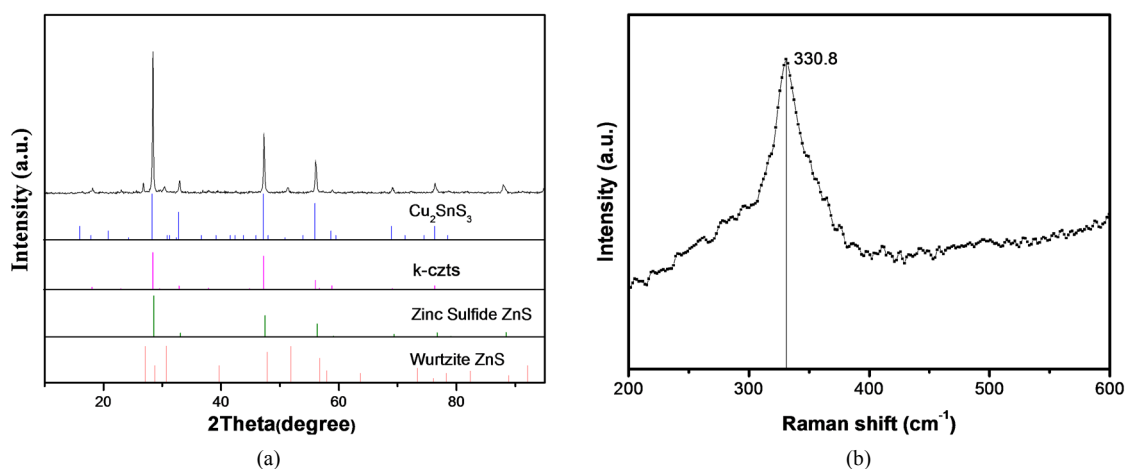 Intensity (a.u.)
Cu₂SnS₃
k-czts
Zinc Sulfide ZnS
Wurtzite ZnS
20
40
60
80
2Theta(degree)
(a)
330.8
Intensity (a.u.)
200
300
400
500
600
Raman shift (cm⁻¹)
(b)